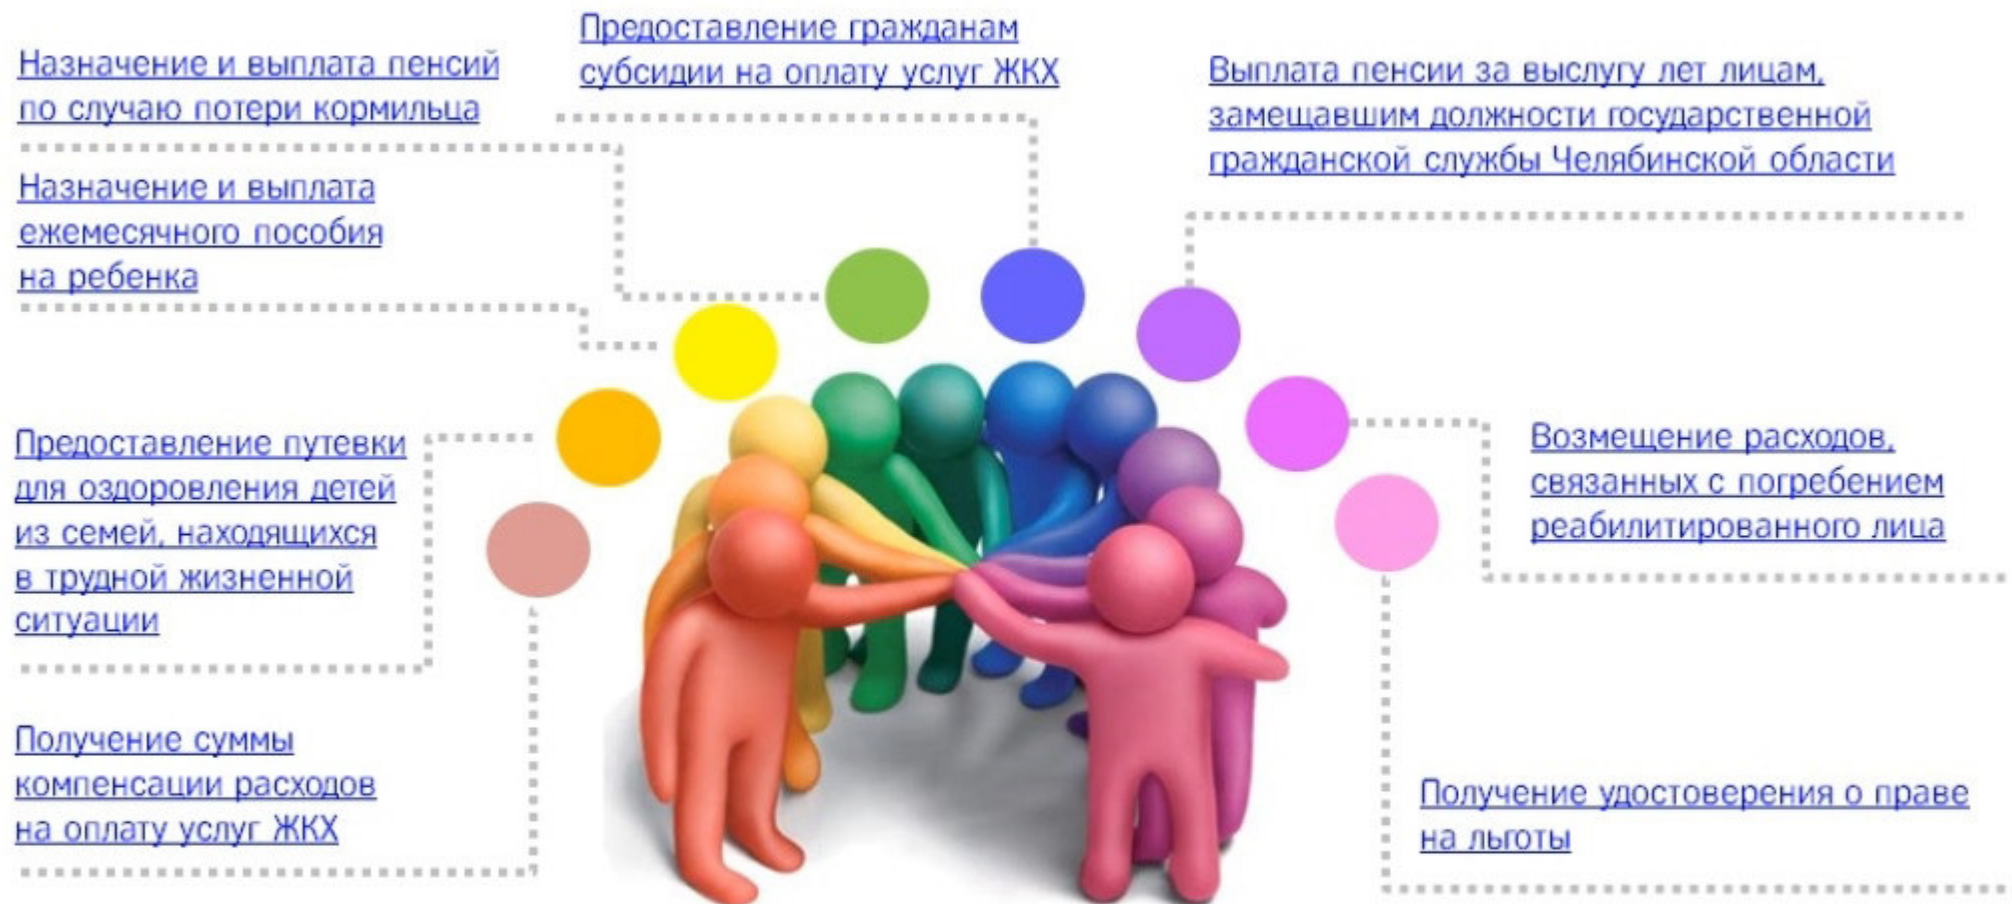 Назначение и выплата пенсий
по случаю потери кормильца
Назначение и выплата
ежемесячного пособия
на ребенка
Предоставление путевки
для оздоровления детей
из семей, находящихся
в трудной жизненной
ситуации
Получение суммы
компенсации расходов
на оплату услуг ЖКХ
Предоставление гражданам
субсидии на оплату услуг ЖКХ
Выплата пенсии за выслугу лет лицам,
замещавшим должности государственной
гражданской службы Челябинской области
Возмещение расходов,
связанных с погребением
реабилитированного лица
Получение удостоверения о праве
на льготы